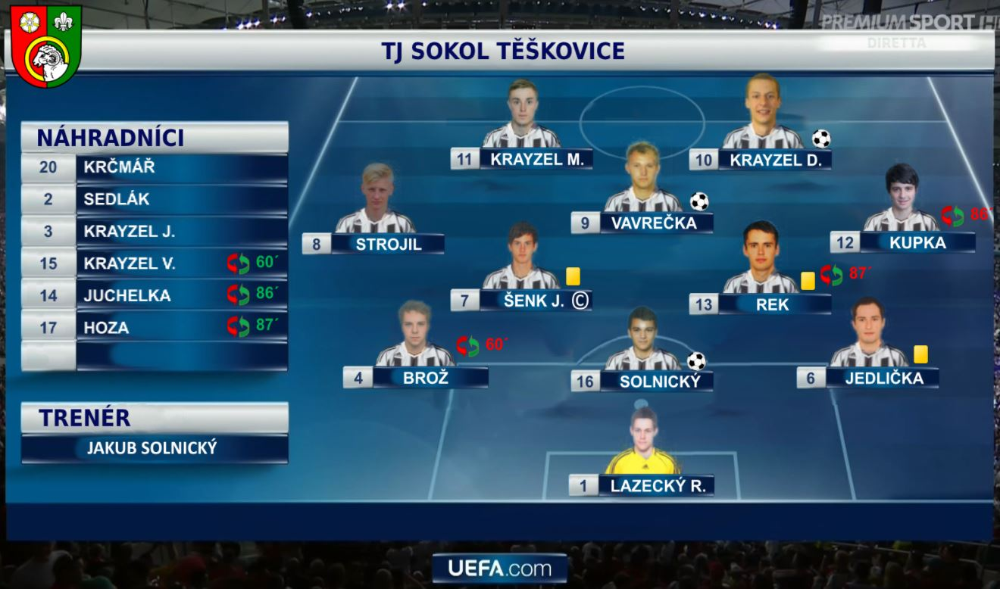 PREMIUM SPORT H
DIRETTA
TJ SOKOL TĚŠKOVICE
NÁHRADNÍCI
20 KRČMÁŘ
2 SEDLÁK
3 KRAYZEL J.
15 KRAYZEL V. 60´
14 JUCHELKA 86´
17 HOZA 87´
TRENÉR
JAKUB SOLNICKÝ
11 KRAYZEL M.
10 KRAYZEL D.
8 STROJIL
9 VAVREČKA
12 KUPKA 86´
7 ŠENK J. ©
13 REK 87´
4 BROŽ 60´
16 SOLNICKÝ
6 JEDLIČKA
1 LAZECKÝ R.
UEFA.com